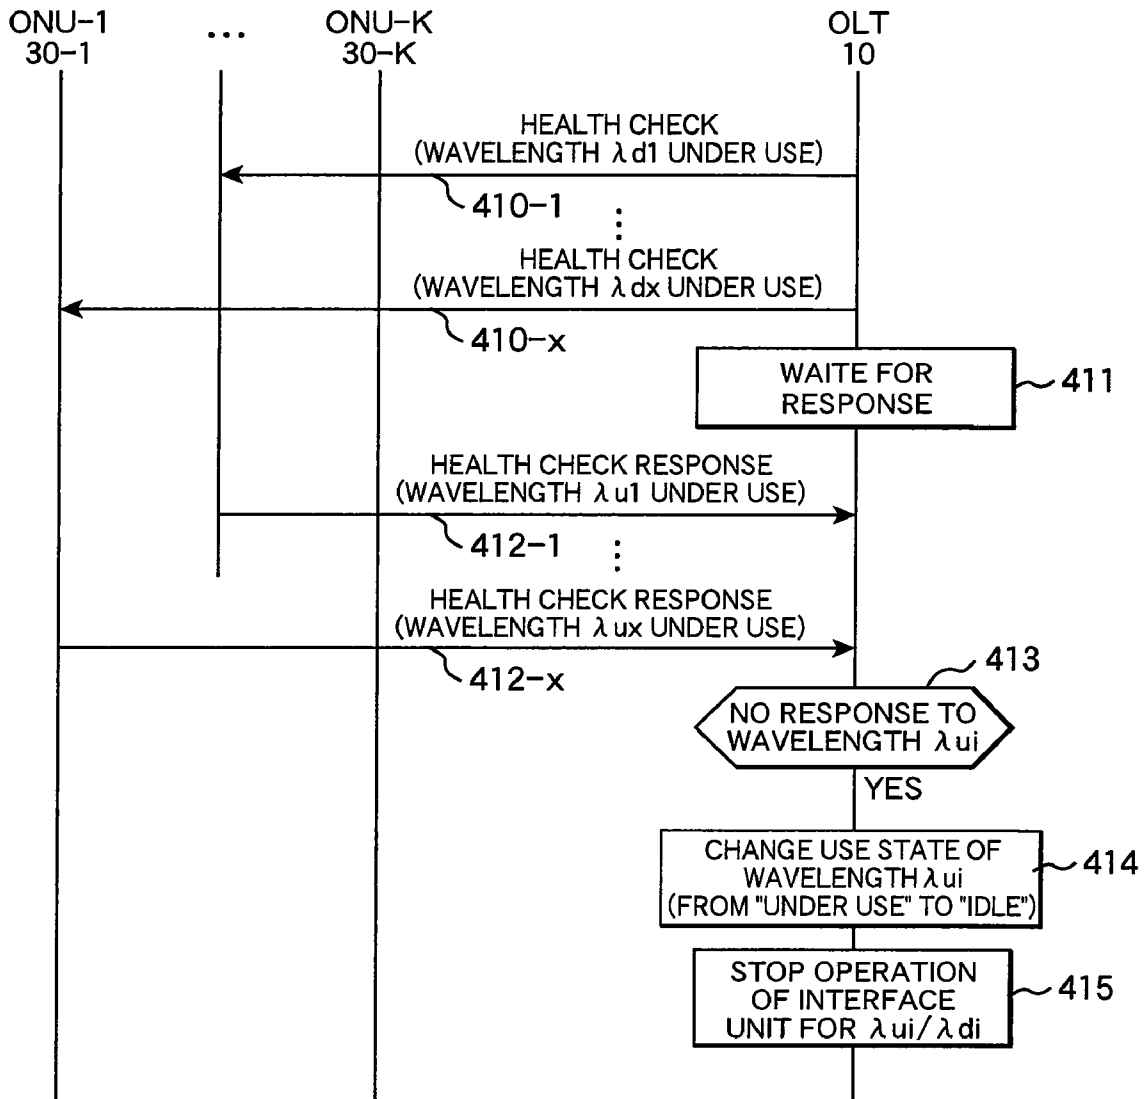 ONU-1
30-1
...
ONU-K
30-K
OLT
10
HEALTH CHECK
(WAVELENGTH λd1 UNDER USE)
410-1
⋮
HEALTH CHECK
(WAVELENGTH λdx UNDER USE)
410-x
WAITE FOR
RESPONSE
411
HEALTH CHECK RESPONSE
(WAVELENGTH λu1 UNDER USE)
412-1
⋮
HEALTH CHECK RESPONSE
(WAVELENGTH λux UNDER USE)
412-x
413
NO RESPONSE TO
WAVELENGTH λui
YES
CHANGE USE STATE OF
WAVELENGTH λui
(FROM "UNDER USE" TO "IDLE")
414
STOP OPERATION
OF INTERFACE
UNIT FOR λui/λdi
415